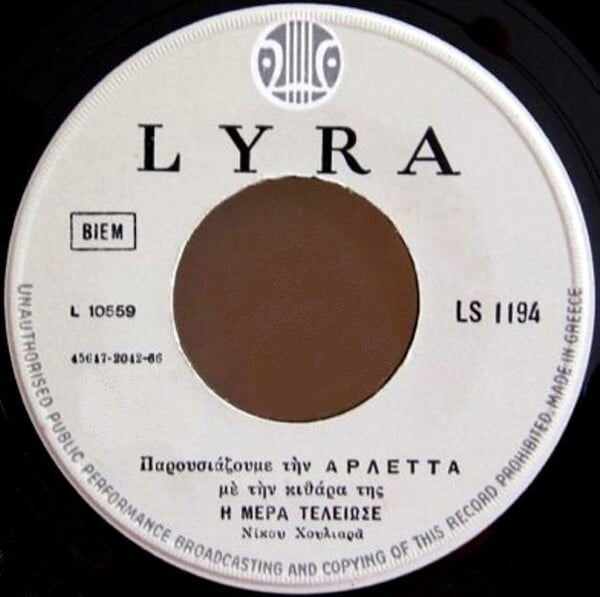 LYRA
BIEM
L 10559
LS 1194
45647-2042-66
Παρουσιάζουμε τὴν ΑΡΛΕΤΤΑ
μὲ τὴν κιθάρα της
Η ΜΕΡΑ ΤΕΛΕΙΩΣΕ
Νίκου Χουλιαρᾶ
UNAUTHORISED PUBLIC PERFORMANCE BROADCASTING AND COPYING OF THIS RECORD PROHIBITED. MADE IN GREECE